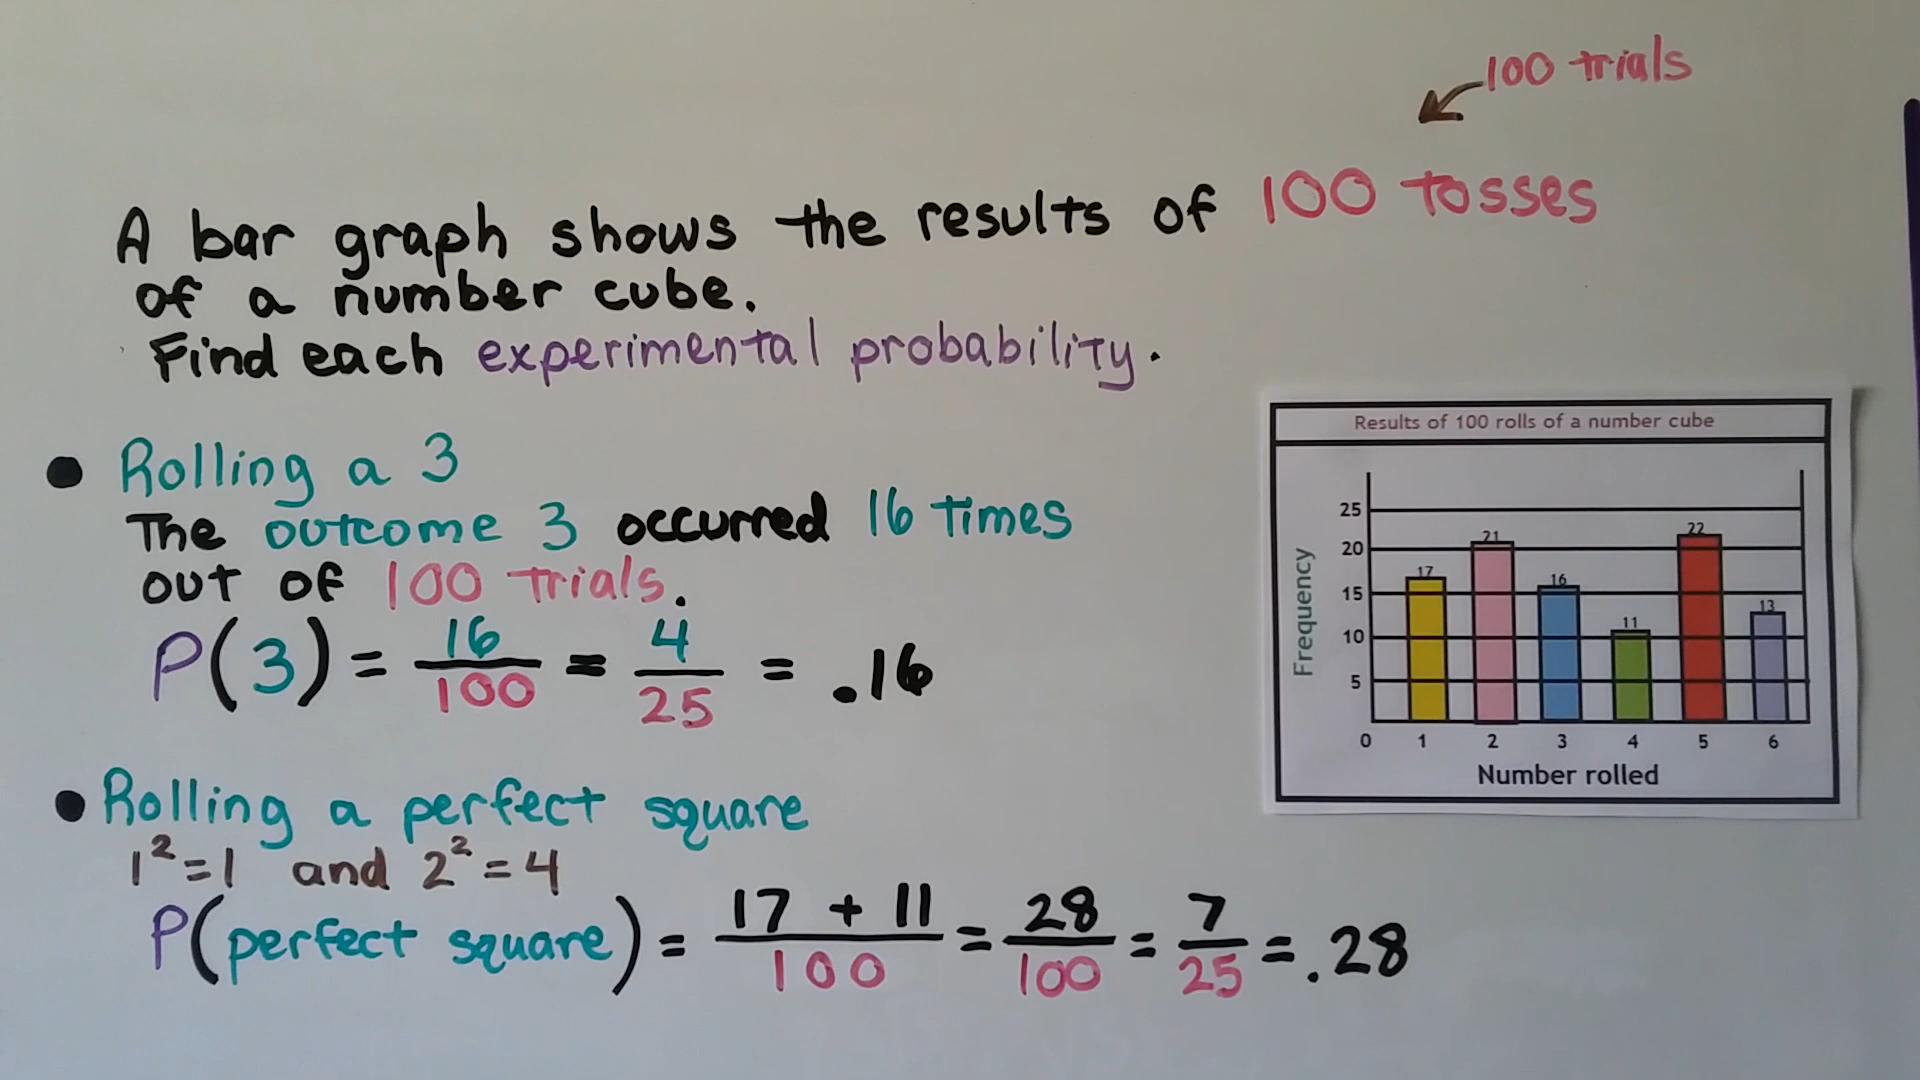 100 trials
A bar graph shows the results of 100 tosses
of a number cube.
Find each experimental probability.
• Rolling a 3
The outcome 3 occurred 16 times
out of 100 trials.
P(3) = 16/100 = 4/25 = .16
• Rolling a perfect square
1² = 1 and 2² = 4
P(perfect square) = 17 + 11/100 = 28/100 = 7/25 = .28
Results of 100 rolls of a number cube
Frequency
25
20
15
10
5
17 21 16 11 22 13
0 1 2 3 4 5 6
Number rolled